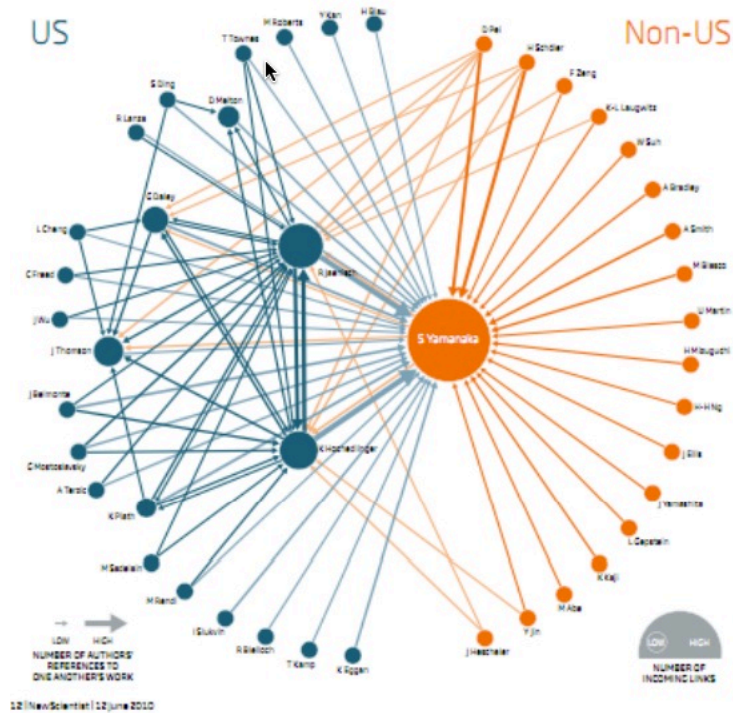 US
Non-US
H Blau
Y Kan
M Roberts
T Townes
D Pei
H Schöler
F Zeng
S Ding
D Melton
K-L Laugwitz
R Lanza
W Suh
A Bradley
G Daley
L Cheng
A Smith
R Jaenisch
M Blasco
C Freed
J Wu
U Martin
S Yamanaka
J Thomson
H Mizuguchi
J Belmonte
H-H Ng
K Hochedlinger
G Mostoslavsky
J Ellis
A Terzic
J Yamashita
K Plath
L Gepstein
M Sadelain
K Kaji
M Rendl
M Abe
I Slukvin
Y Jin
R Blelloch
J Hescheler
T Kamp
K Eggan
LOW
HIGH
NUMBER OF AUTHORS'
REFERENCES TO
ONE ANOTHER'S WORK
LOW
HIGH
NUMBER OF
INCOMING LINKS
12 | NewScientist | 12 June 2010